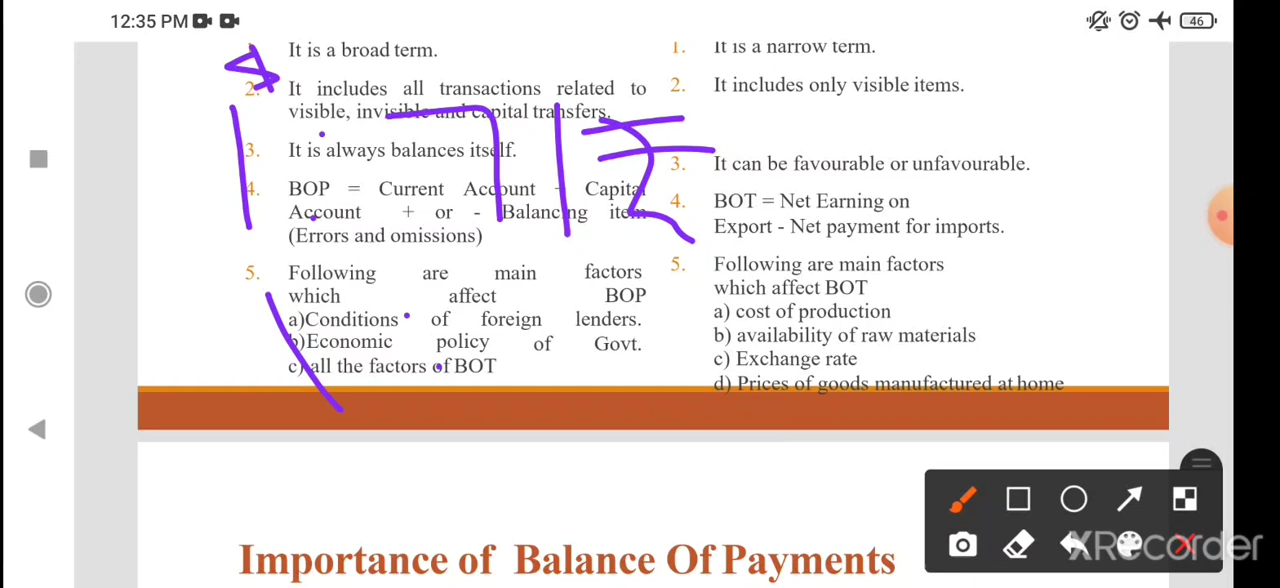 12:35 PM
46
It is a broad term.
2. It includes all transactions related to
visible, invisible and capital transfers.
3. It is always balances itself.
4. BOP = Current Account + Capital
Account + or - Balancing item
(Errors and omissions)
5. Following are main factors
which affect BOP
a)Conditions of foreign lenders.
b)Economic policy of Govt.
c) all the factors of BOT
1. It is a narrow term.
2. It includes only visible items.
3. It can be favourable or unfavourable.
4. BOT = Net Earning on
Export - Net payment for imports.
5. Following are main factors
which affect BOT
a) cost of production
b) availability of raw materials
c) Exchange rate
d) Prices of goods manufactured at home
Importance of Balance Of Payments
XRecorder